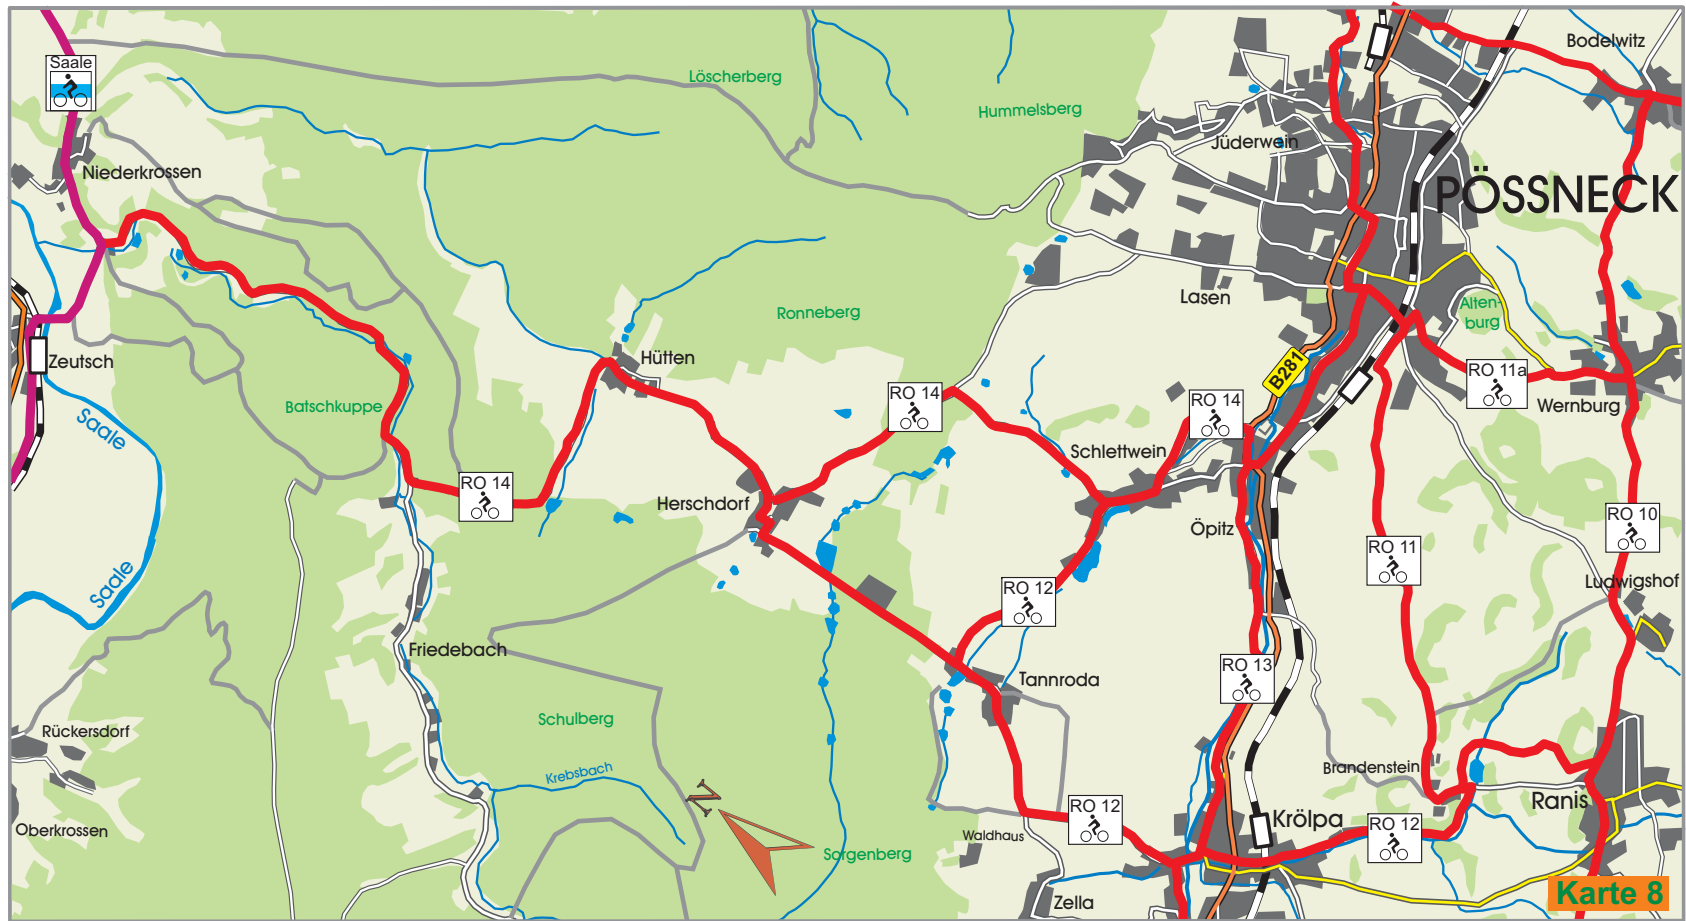 Saale
Bodelwitz
Löscherberg
Hummelsberg
Jüderwein
Niederkrossen
PÖSSNECK
Lasen
Ronneberg
Alten-
burg
Zeutsch
Hütten
B281
RO 11a
Batschkuppe
RO 14
RO 14
Wernburg
Saale
Schlettwein
RO 14
Herschdorf
Öpitz
RO 10
RO 11
Saale
RO 12
Ludwigshof
Friedebach
RO 13
Tannroda
Schulberg
Rückersdorf
Krebsbach
Brandenstein
N
Ranis
RO 12
Krölpa
RO 12
Oberkrossen
Waldhaus
Sorgenberg
Zella
Karte 8